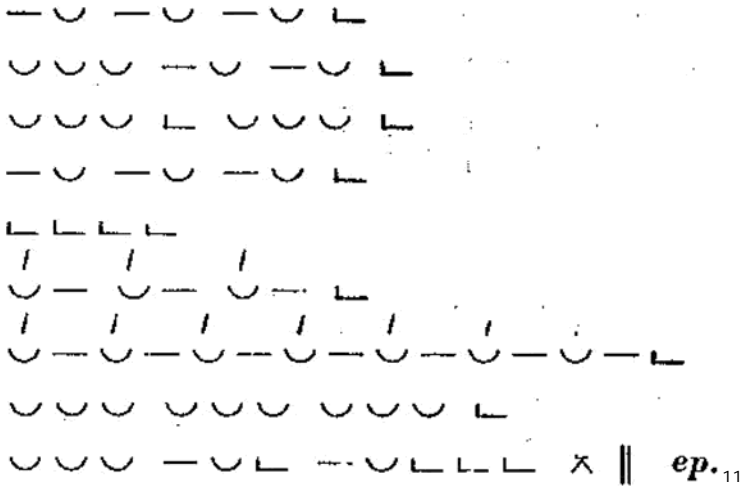 — ⏑ — ⏑ — ⏑ ∟
⏑ ⏑ ⏑ — ⏑ — ⏑ ∟
⏑ ⏑ ⏑ ∟ ⏑ ⏑ ⏑ ∟
— ⏑ — ⏑ — ⏑ ∟
∟ ∟ ∟ ∟
⏑́ — ⏑́ — ⏑́ — ∟
⏑́ — ⏑́ — ⏑́ — ⏑́ — ⏑́ — ⏑́ — ⏑́ — ∟
⏑ ⏑ ⏑ ⏑ ⏑ ⏑ ⏑ ⏑ ⏑ ∟
⏑ ⏑ ⏑ — ⏑ ∟ — ⏑ ∟ ∟ ∟ ⊼ ‖ ep. 11